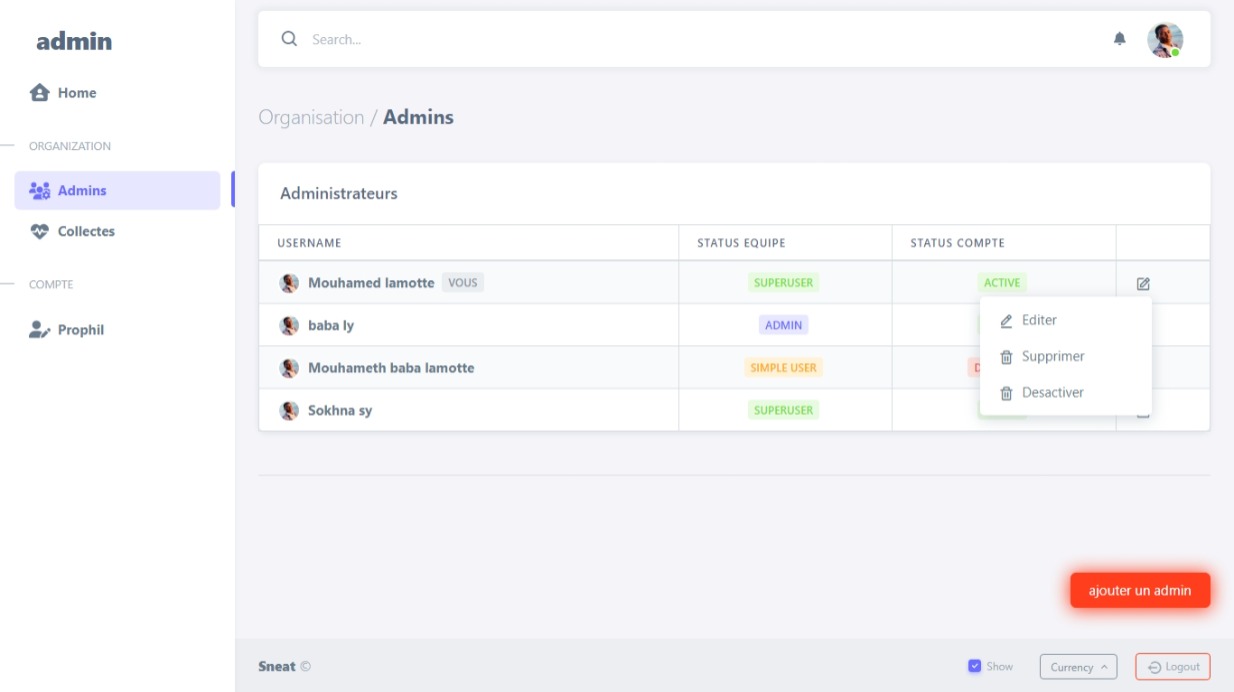 admin
Search...
Home
Organisation / Admins
ORGANIZATION
Admins
Collectes
COMPTE
Prophil
Administrateurs
USERNAME STATUS EQUIPE STATUS COMPTE
Mouhamed lamotte VOUS SUPERUSER ACTIVE
baba ly ADMIN
Mouhameth baba lamotte SIMPLE USER D
Sokhna sy SUPERUSER
Editer
Supprimer
Desactiver
ajouter un admin
Sneat © Show Currency Logout